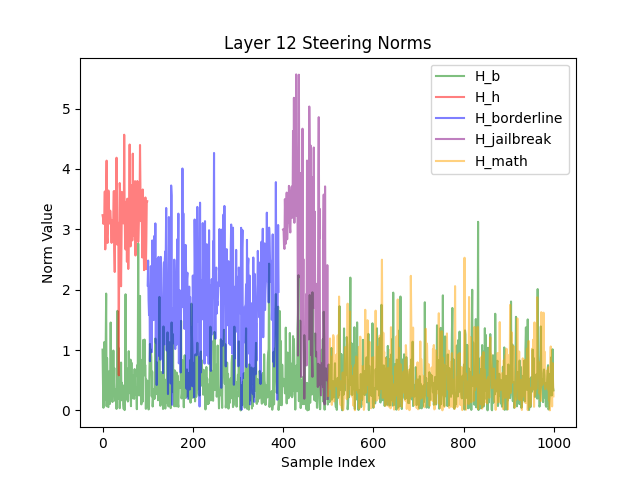 Layer 12 Steering Norms
H_b
H_h
H_borderline
H_jailbreak
H_math
Norm Value
5
4
3
2
1
0
0
200
400
600
800
1000
Sample Index